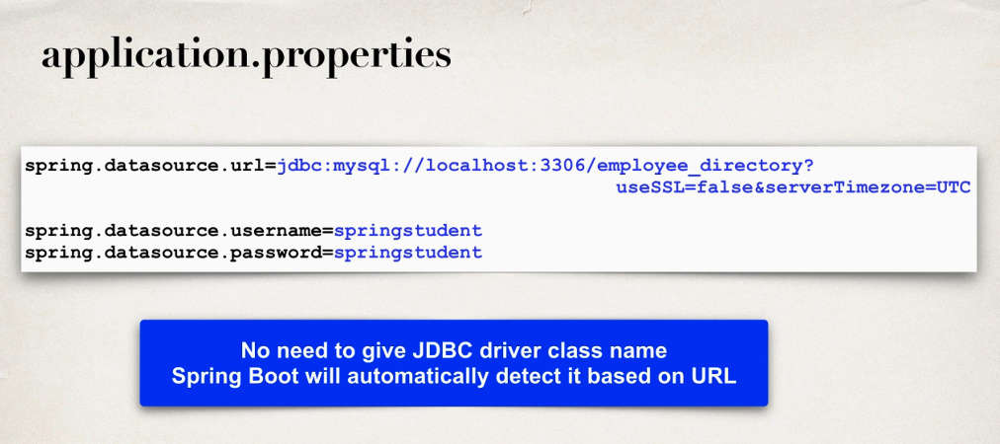 application.properties
spring.datasource.url=jdbc:mysql://localhost:3306/employee_directory?
useSSL=false&serverTimezone=UTC
spring.datasource.username=springstudent
spring.datasource.password=springstudent
No need to give JDBC driver class name
Spring Boot will automatically detect it based on URL